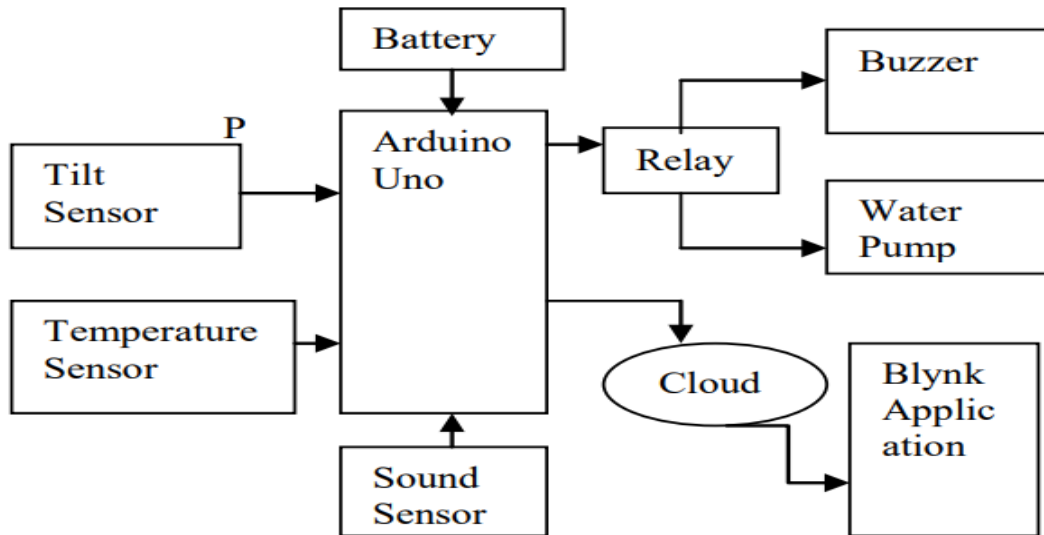 Battery
Buzzer
P
Arduino
Uno
Relay
Tilt
Sensor
Water
Pump
Temperature
Sensor
Cloud
Blynk
Applic
ation
Sound
Sensor